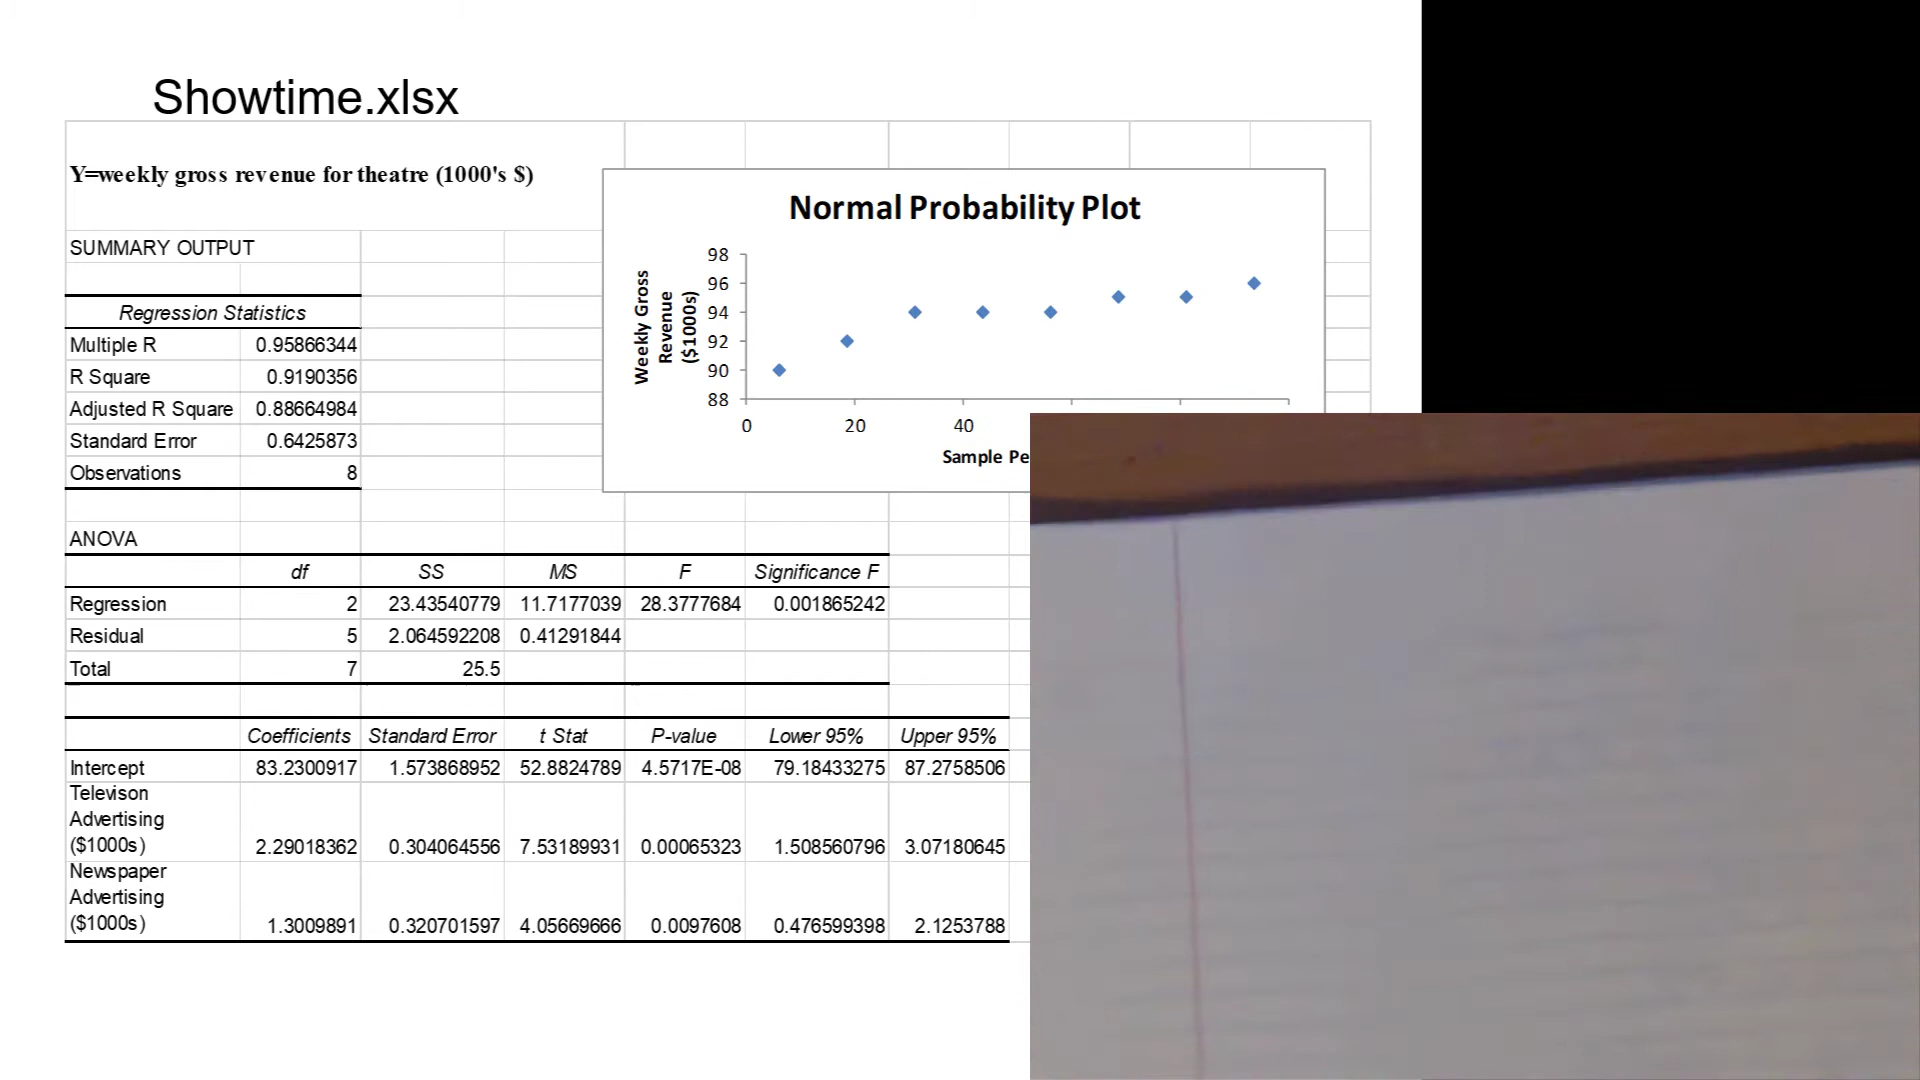 Showtime.xlsx
Y=weekly gross revenue for theatre (1000's $)
SUMMARY OUTPUT
Regression Statistics
Multiple R 0.95866344
R Square 0.9190356
Adjusted R Square 0.88664984
Standard Error 0.6425873
Observations 8
Normal Probability Plot
Weekly Gross
Revenue
($1000s)
98
96
94
92
90
88
0 20 40
Sample Pe
ANOVA
df SS MS F Significance F
Regression 2 23.43540779 11.7177039 28.3777684 0.001865242
Residual 5 2.064592208 0.41291844
Total 7 25.5
Coefficients Standard Error t Stat P-value Lower 95% Upper 95%
Intercept 83.2300917 1.573868952 52.8824789 4.5717E-08 79.18433275 87.2758506
Televison
Advertising
($1000s) 2.29018362 0.304064556 7.53189931 0.00065323 1.508560796 3.07180645
Newspaper
Advertising
($1000s) 1.3009891 0.320701597 4.05669666 0.0097608 0.476599398 2.1253788